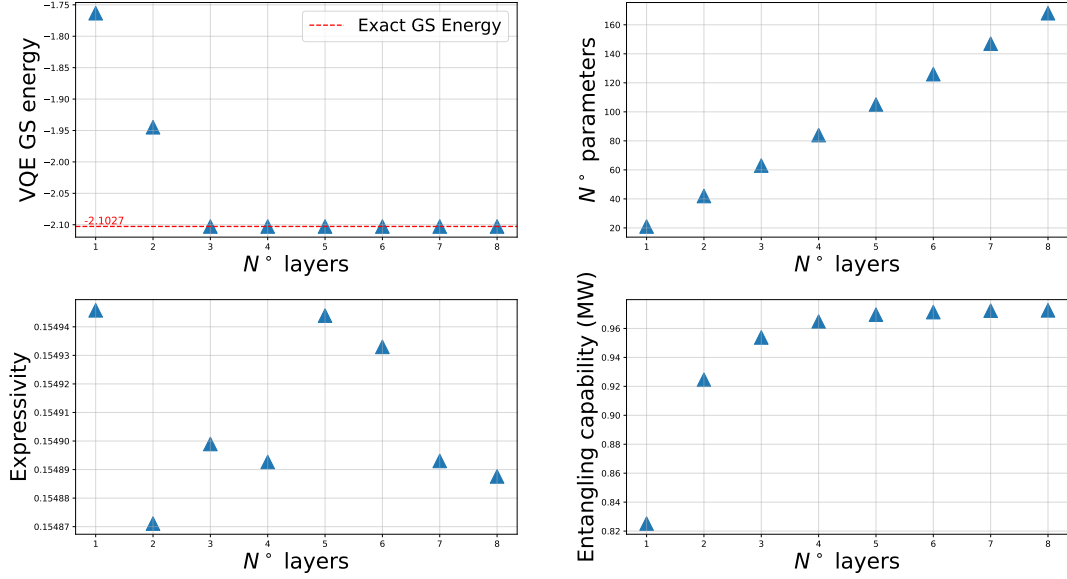 −1.75
−1.80
−1.85
−1.90
−1.95
−2.00
−2.05
−2.10
VQE GS energy
Exact GS Energy
-2.1027
1 2 3 4 5 6 7 8
N° layers
160
140
120
100
80
60
40
20
N° parameters
1 2 3 4 5 6 7 8
N° layers
0.15494
0.15493
0.15492
0.15491
0.15490
0.15489
0.15488
0.15487
Expressivity
1 2 3 4 5 6 7 8
N° layers
0.96
0.94
0.92
0.90
0.88
0.86
0.84
0.82
Entangling capability (MW)
1 2 3 4 5 6 7 8
N° layers